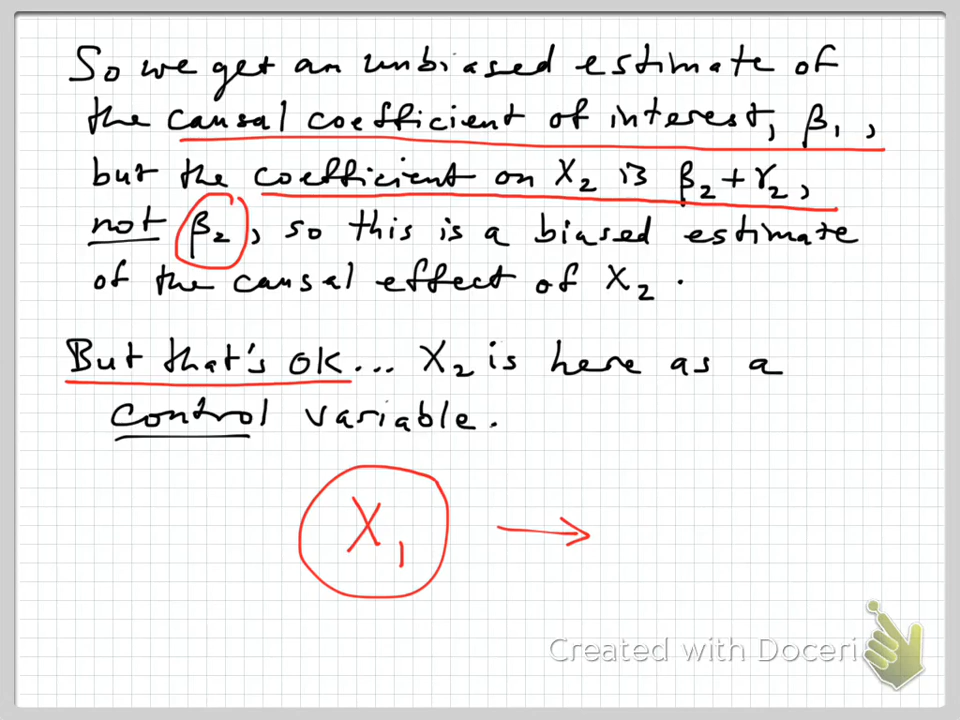 So we get an unbiased estimate of
the causal coefficient of interest, β₁,
but the coefficient on X₂ is β₂+γ₂,
not β₂, so this is a biased estimate
of the causal effect of X₂.
But that's OK... X₂ is here as a
control variable.
X₁ →
Created with Doceri